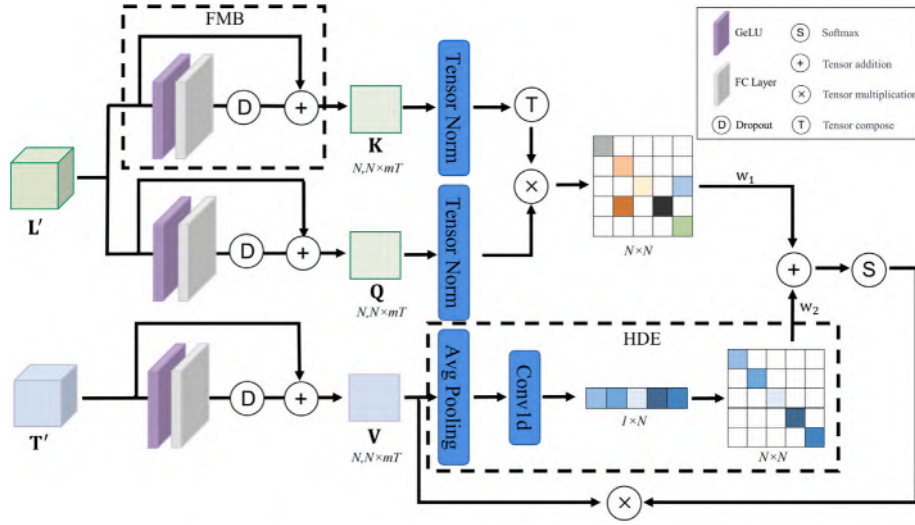 FMB
GeLU
FC Layer
D Dropout
S Softmax
+ Tensor addition
× Tensor multiplication
T Tensor compose
L′
D
+
K
N,N×mT
Tensor Norm
T
D
+
Q
N,N×mT
Tensor Norm
×
N×N
w₁
+
S
w₂
T′
D
+
V
N,N×mT
HDE
Avg Pooling
Conv1d
1×N
N×N
×